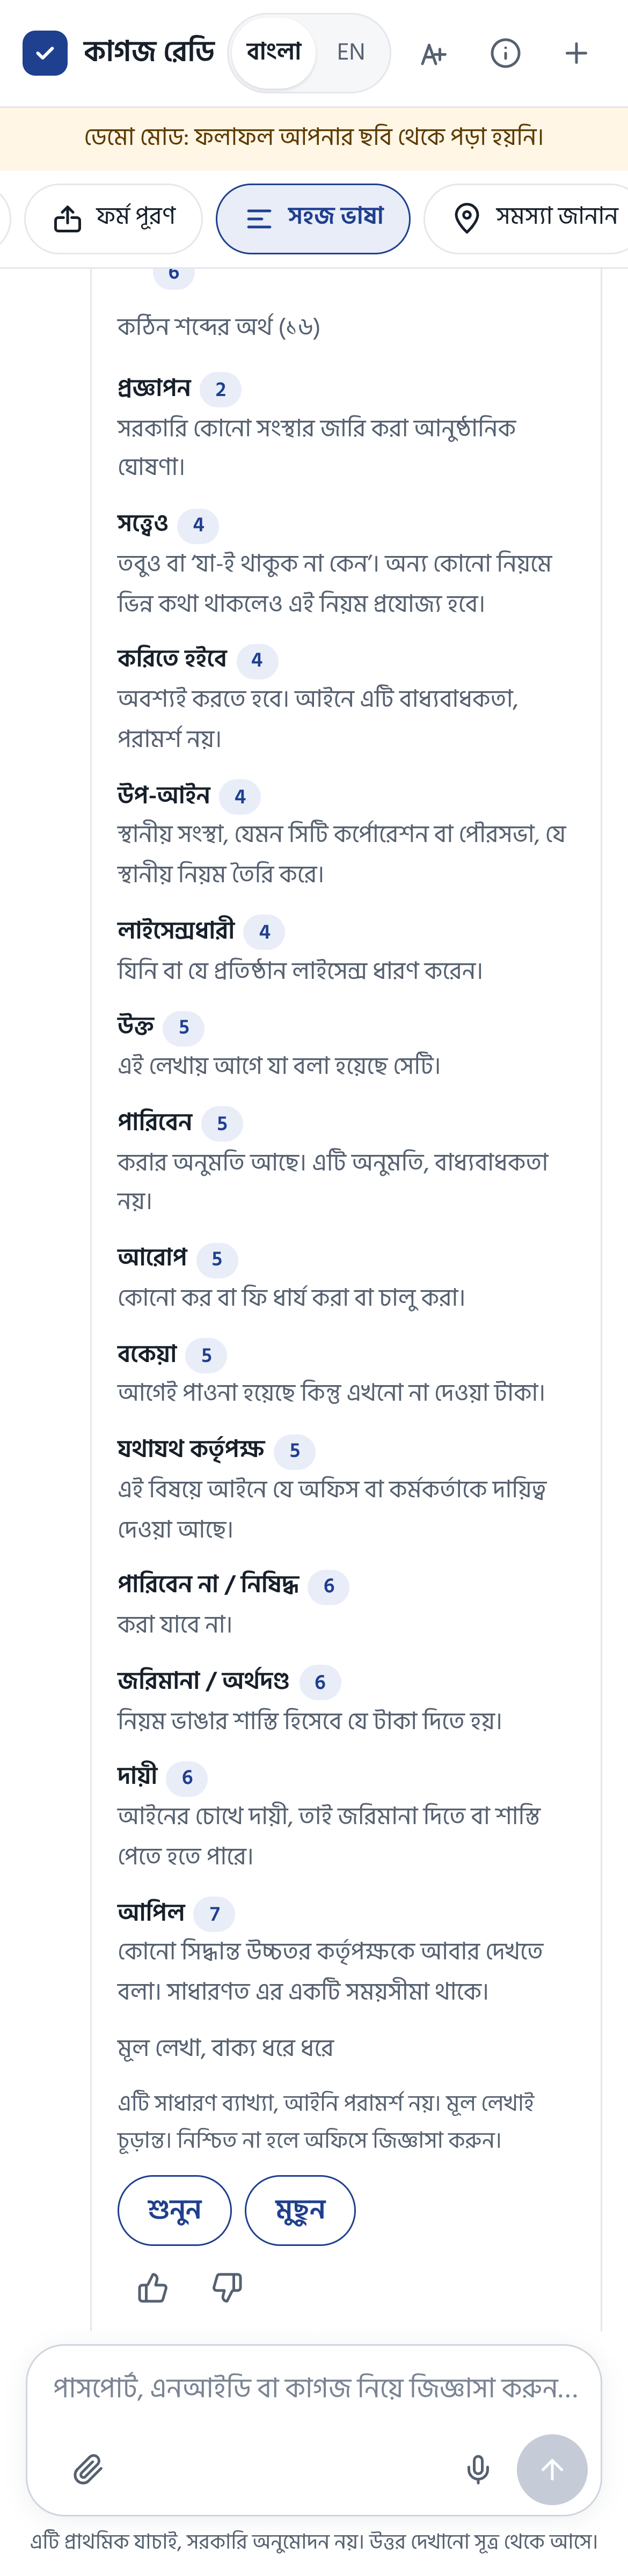 কাগজ রেডি বাংলা EN A+
ডেমো মোড: ফলাফল আপনার ছবি থেকে পড়া হয়নি।
ফর্ম পূরণ সহজ ভাষা সমস্যা জানান
6
কঠিন শব্দের অর্থ (১৬)
প্রজ্ঞাপন 2
সরকারি কোনো সংস্থার জারি করা আনুষ্ঠানিক
ঘোষণা।
সত্ত্বেও 4
তবুও বা ‘যা-ই থাকুক না কেন’। অন্য কোনো নিয়মে
ভিন্ন কথা থাকলেও এই নিয়ম প্রযোজ্য হবে।
করিতে হইবে 4
অবশ্যই করতে হবে। আইনে এটি বাধ্যবাধকতা,
পরামর্শ নয়।
উপ-আইন 4
স্থানীয় সংস্থা, যেমন সিটি কর্পোরেশন বা পৌরসভা, যে
স্থানীয় নিয়ম তৈরি করে।
লাইসেন্সধারী 4
যিনি বা যে প্রতিষ্ঠান লাইসেন্স ধারণ করেন।
উক্ত 5
এই লেখায় আগে যা বলা হয়েছে সেটি।
পারিবেন 5
করার অনুমতি আছে। এটি অনুমতি, বাধ্যবাধকতা
নয়।
আরোপ 5
কোনো কর বা ফি ধার্য করা বা চালু করা।
বকেয়া 5
আগেই পাওনা হয়েছে কিন্তু এখনো না দেওয়া টাকা।
যথাযথ কর্তৃপক্ষ 5
এই বিষয়ে আইনে যে অফিস বা কর্মকর্তাকে দায়িত্ব
দেওয়া আছে।
পারিবেন না / নিষিদ্ধ 6
করা যাবে না।
জরিমানা / অর্থদণ্ড 6
নিয়ম ভাঙার শাস্তি হিসেবে যে টাকা দিতে হয়।
দায়ী 6
আইনের চোখে দায়ী, তাই জরিমানা দিতে বা শাস্তি
পেতে হতে পারে।
আপিল 7
কোনো সিদ্ধান্ত উচ্চতর কর্তৃপক্ষকে আবার দেখতে
বলা। সাধারণত এর একটি সময়সীমা থাকে।
মূল লেখা, বাক্য ধরে ধরে
এটি সাধারণ ব্যাখ্যা, আইনি পরামর্শ নয়। মূল লেখাই
চূড়ান্ত। নিশ্চিত না হলে অফিসে জিজ্ঞাসা করুন।
শুনুন মুছুন
পাসপোর্ট, এনআইডি বা কাগজ নিয়ে জিজ্ঞাসা করুন...
এটি প্রাথমিক যাচাই, সরকারি অনুমোদন নয়। উত্তর দেখানো সূত্র থেকে আসে।